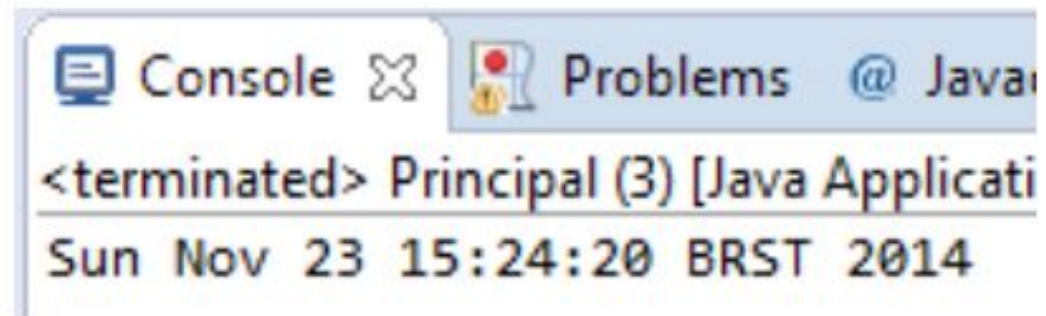 Console Problems @ Java
<terminated> Principal (3) [Java Applicati
Sun Nov 23 15:24:20 BRST 2014